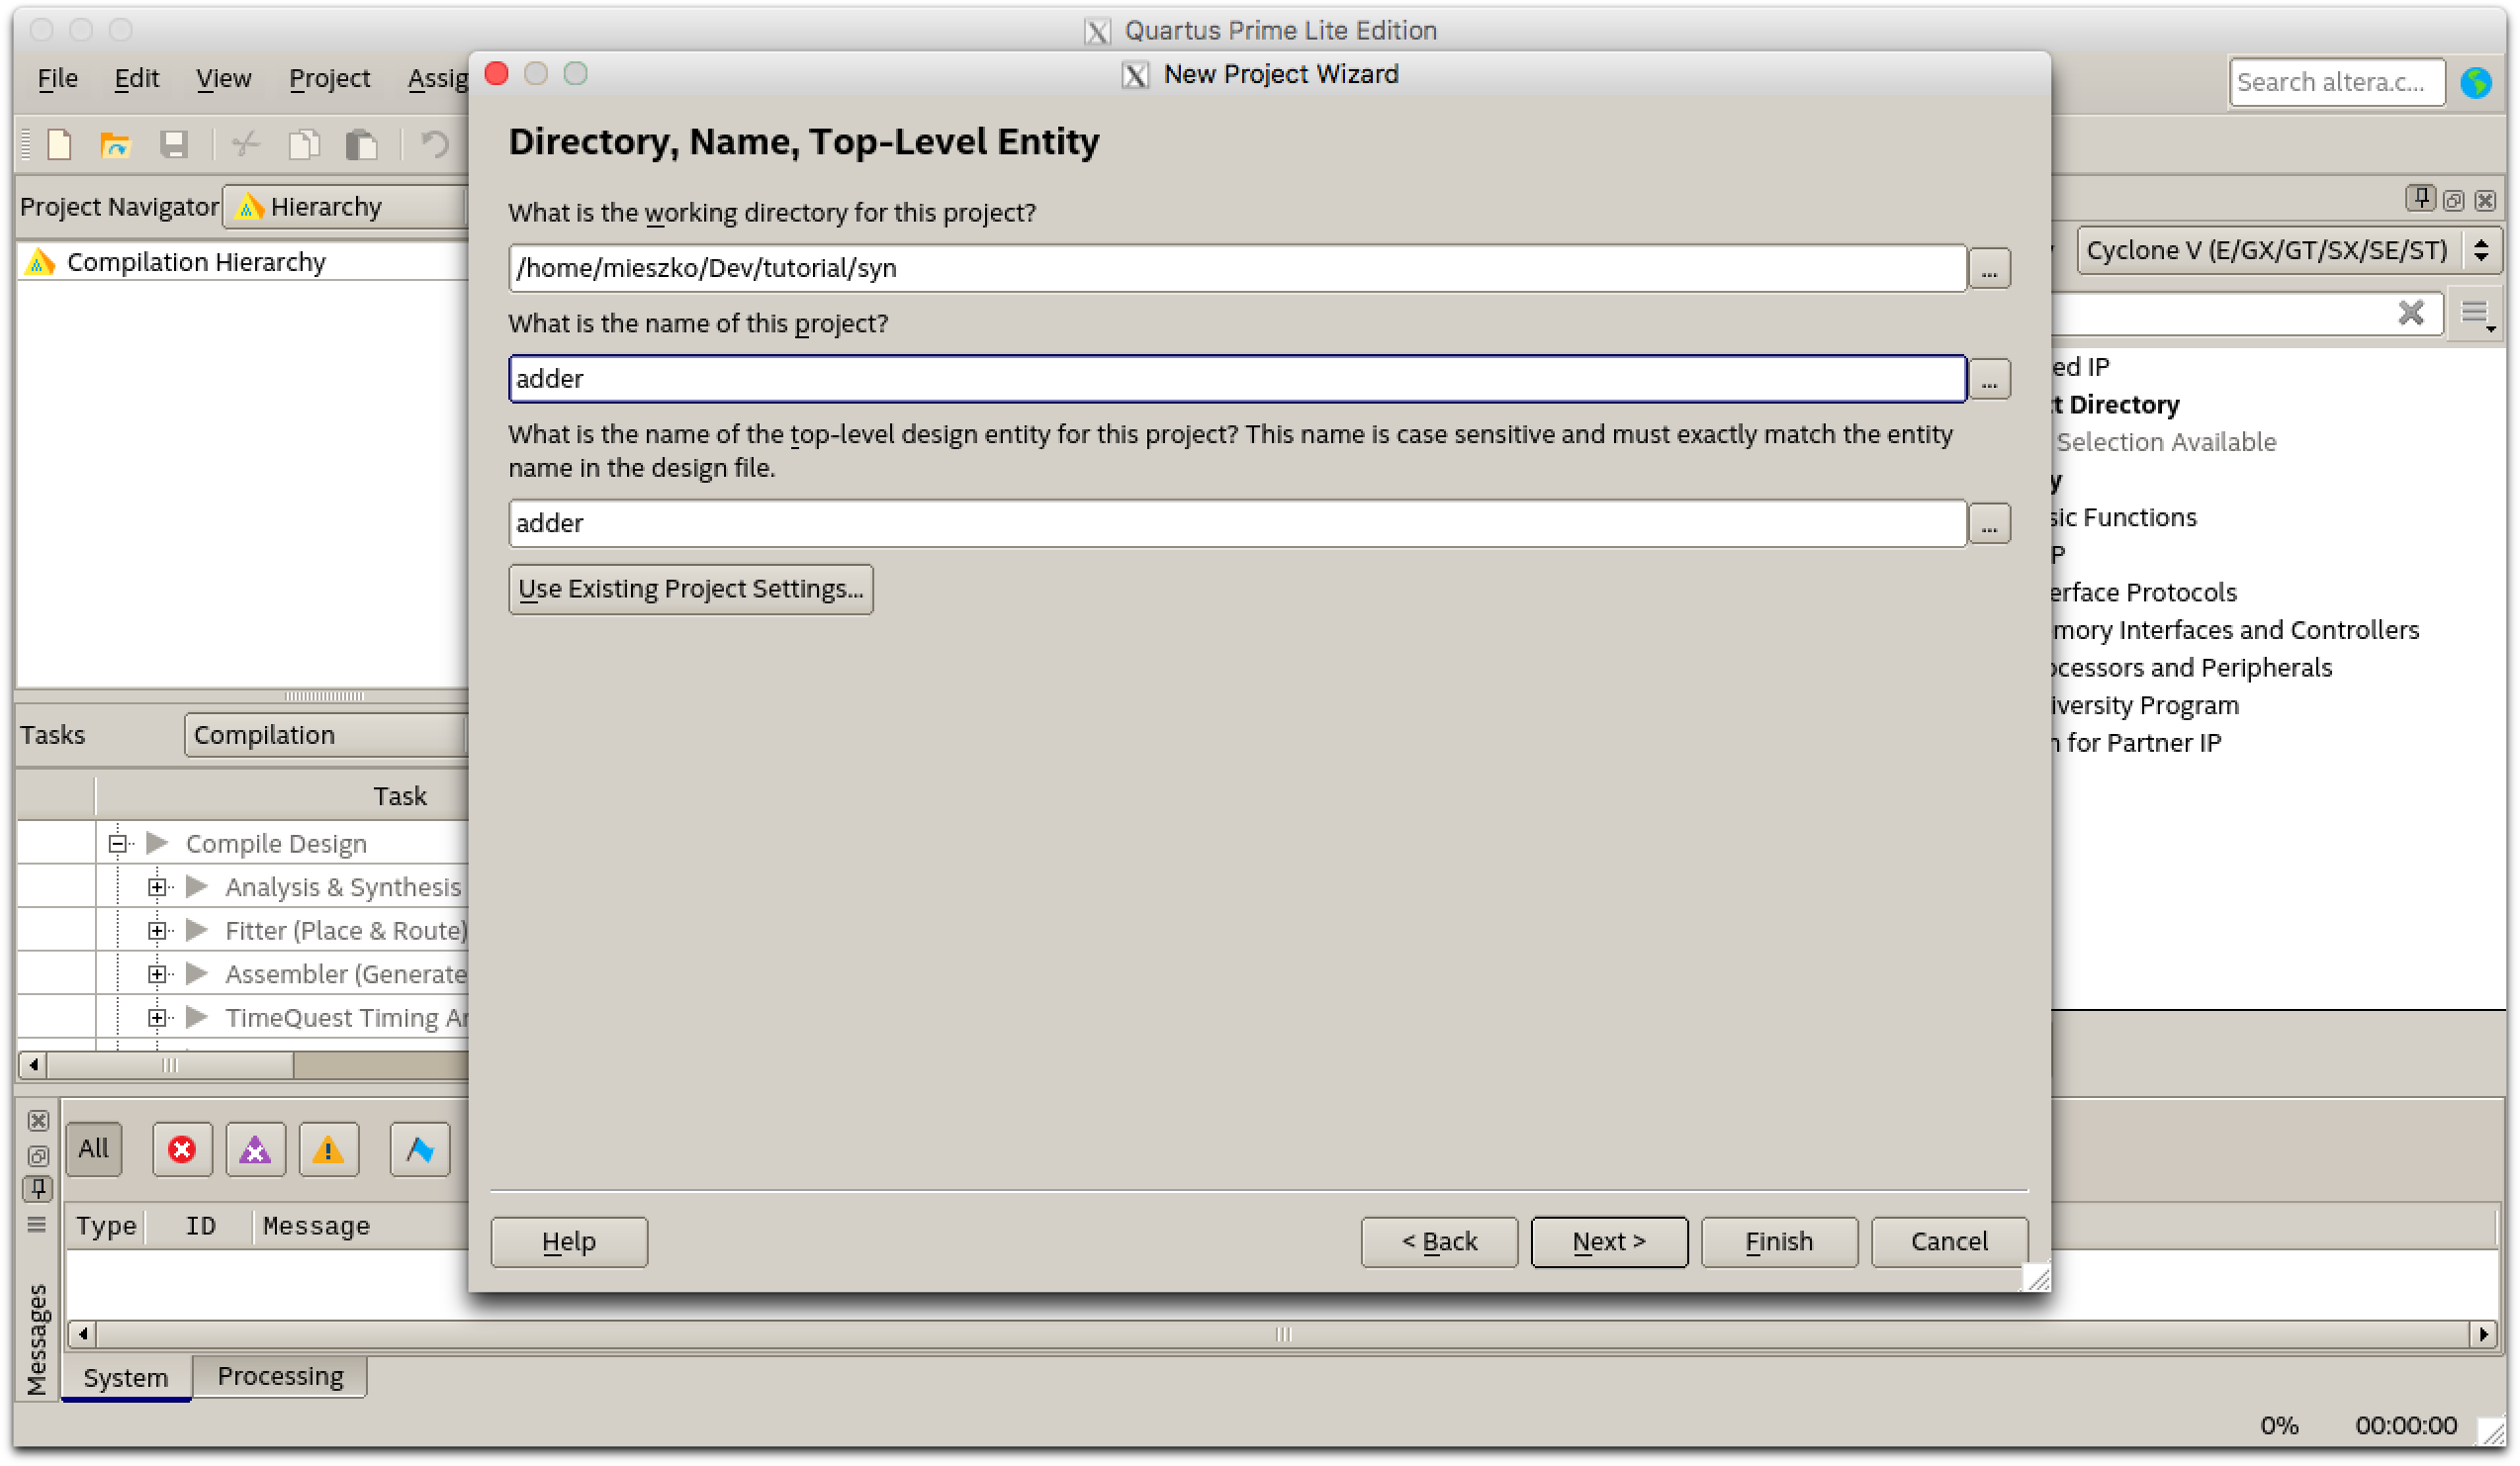 Quartus Prime Lite Edition
File Edit View Project Assig
New Project Wizard
Search altera.c...
Directory, Name, Top-Level Entity
Project Navigator Hierarchy
Compilation Hierarchy
What is the working directory for this project?
/home/mieszko/Dev/tutorial/syn
...
What is the name of this project?
adder
...
What is the name of the top-level design entity for this project? This name is case sensitive and must exactly match the entity
name in the design file.
adder
...
Use Existing Project Settings...
Cyclone V (E/GX/GT/SX/SE/ST)
ed IP
t Directory
Selection Available
y
sic Functions
P
erface Protocols
mory Interfaces and Controllers
ocessors and Peripherals
iversity Program
n for Partner IP
Tasks Compilation
Task
Compile Design
Analysis & Synthesis
Fitter (Place & Route)
Assembler (Generate
TimeQuest Timing An
Help
< Back
Next >
Finish
Cancel
All
Type ID Message
Messages
System Processing
0% 00:00:00